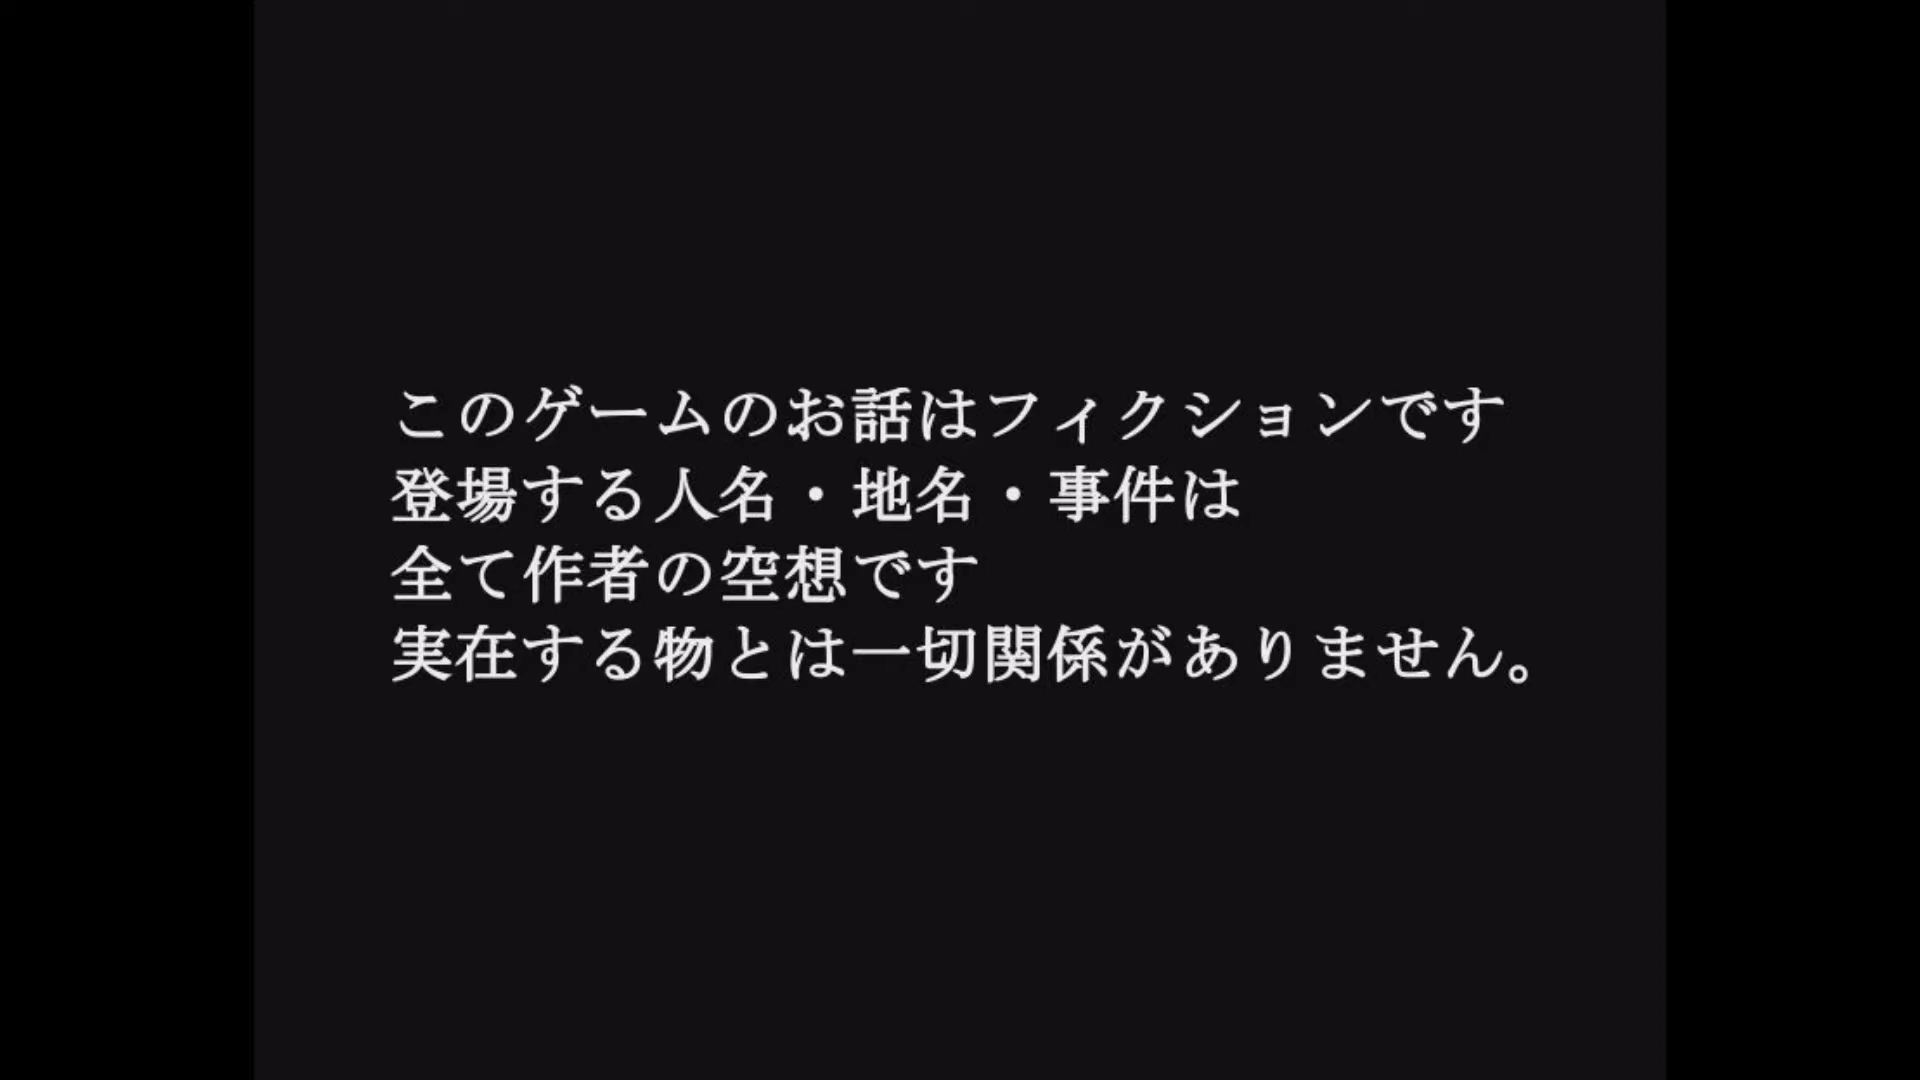 このゲームのお話はフィクションです
登場する人名・地名・事件は
全て作者の空想です
実在する物とは一切関係がありません。